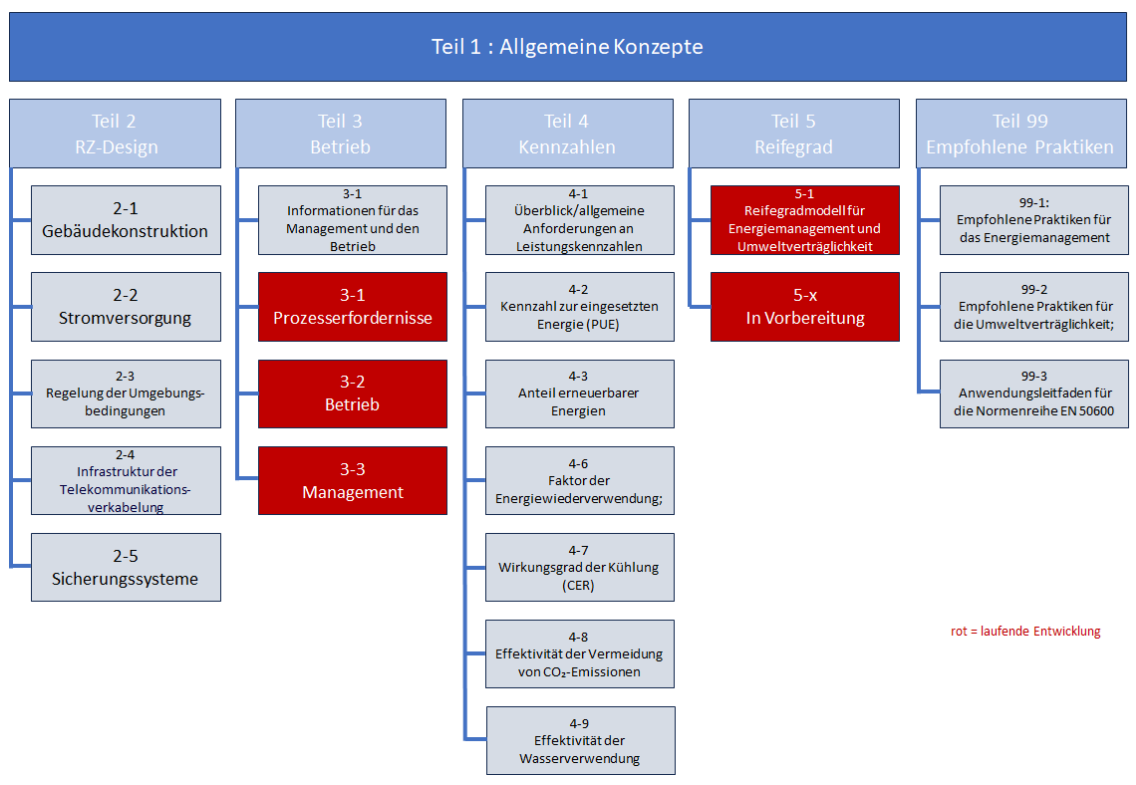 Teil 1 : Allgemeine Konzepte
Teil 2
RZ-Design
2-1
Gebäudekonstruktion
2-2
Stromversorgung
2-3
Regelung der Umgebungs-
bedingungen
2-4
Infrastruktur der
Telekommunikations-
verkabelung
2-5
Sicherungssysteme
Teil 3
Betrieb
3-1
Informationen für das
Management und den
Betrieb
3-1
Prozesserfordernisse
3-2
Betrieb
3-3
Management
Teil 4
Kennzahlen
4-1
Überblick/allgemeine
Anforderungen an
Leistungskennzahlen
4-2
Kennzahl zur eingesetzten
Energie (PUE)
4-3
Anteil erneuerbarer
Energien
4-6
Faktor der
Energiewiederverwendung;
4-7
Wirkungsgrad der Kühlung
(CER)
4-8
Effektivität der Vermeidung
von CO₂-Emissionen
4-9
Effektivität der
Wasserverwendung
Teil 5
Reifegrad
5-1
Reifegradmodell für
Energiemanagement und
Umweltverträglichkeit
5-x
In Vorbereitung
Teil 99
Empfohlene Praktiken
99-1:
Empfohlene Praktiken für
das Energiemanagement
99-2
Empfohlene Praktiken für
die Umweltverträglichkeit;
99-3
Anwendungsleitfaden für
die Normenreihe EN 50600
rot = laufende Entwicklung